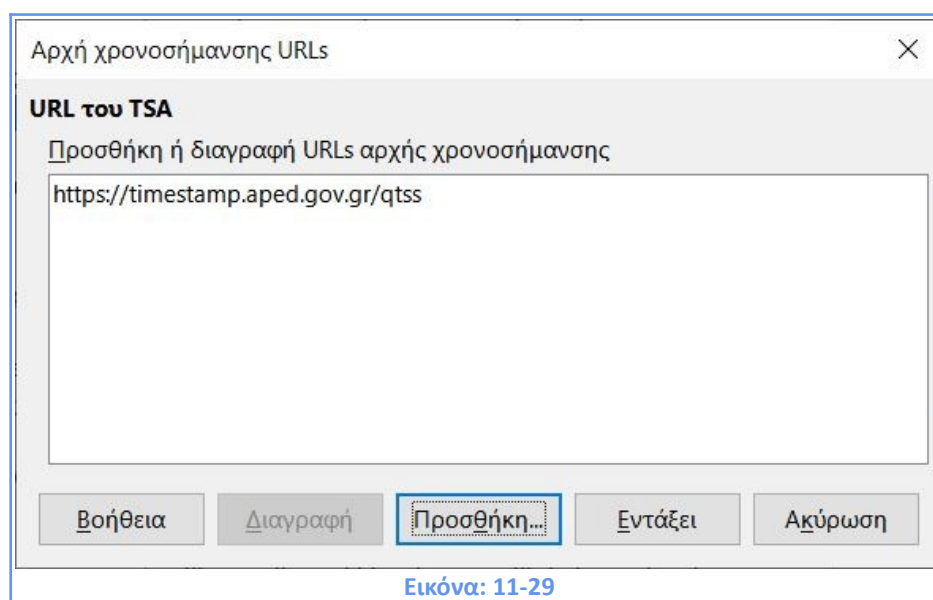 Αρχή χρονοσήμανσης URLs
URL του TSA
Προσθήκη ή διαγραφή URLs αρχής χρονοσήμανσης
https://timestamp.aped.gov.gr/qtss
Βοήθεια Διαγραφή Προσθήκη... Εντάξει Ακύρωση
Εικόνα: 11-29